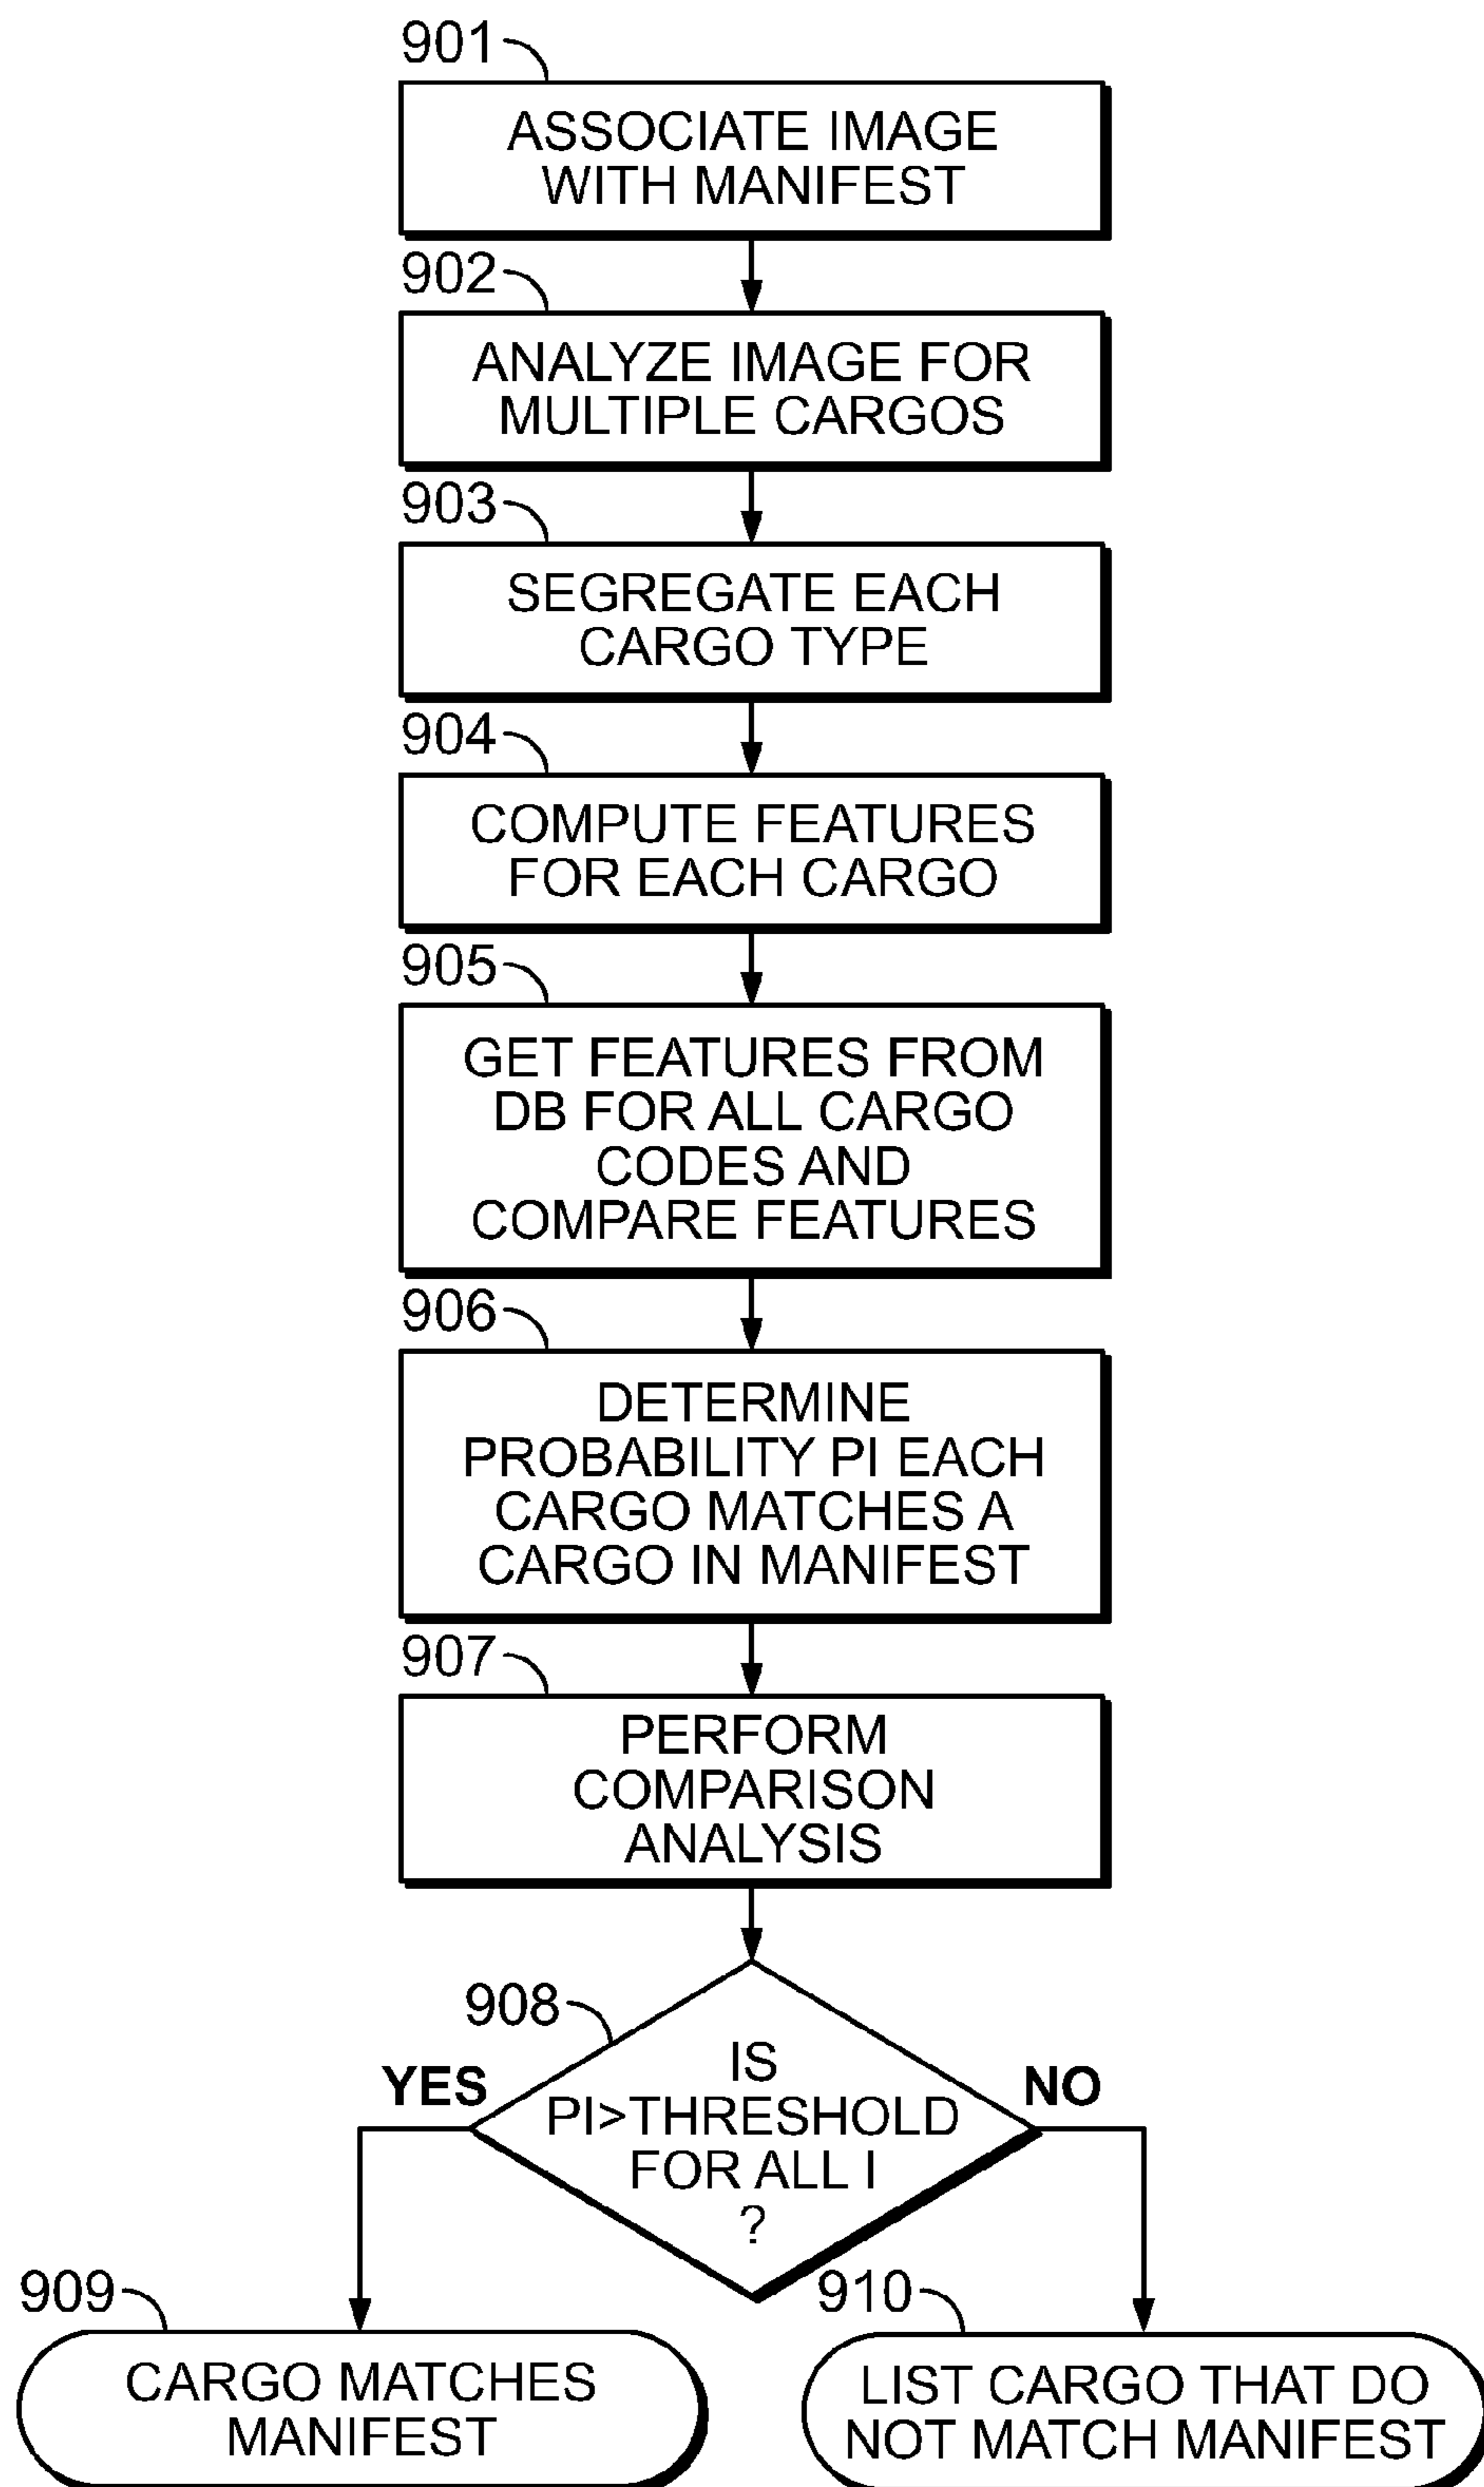 901
ASSOCIATE IMAGE
WITH MANIFEST
902
ANALYZE IMAGE FOR
MULTIPLE CARGOS
903
SEGREGATE EACH
CARGO TYPE
904
COMPUTE FEATURES
FOR EACH CARGO
905
GET FEATURES FROM
DB FOR ALL CARGO
CODES AND
COMPARE FEATURES
906
DETERMINE
PROBABILITY PI EACH
CARGO MATCHES A
CARGO IN MANIFEST
907
PERFORM
COMPARISON
ANALYSIS
908
IS
PI>THRESHOLD
FOR ALL I
?
YES
NO
909
CARGO MATCHES
MANIFEST
910
LIST CARGO THAT DO
NOT MATCH MANIFEST